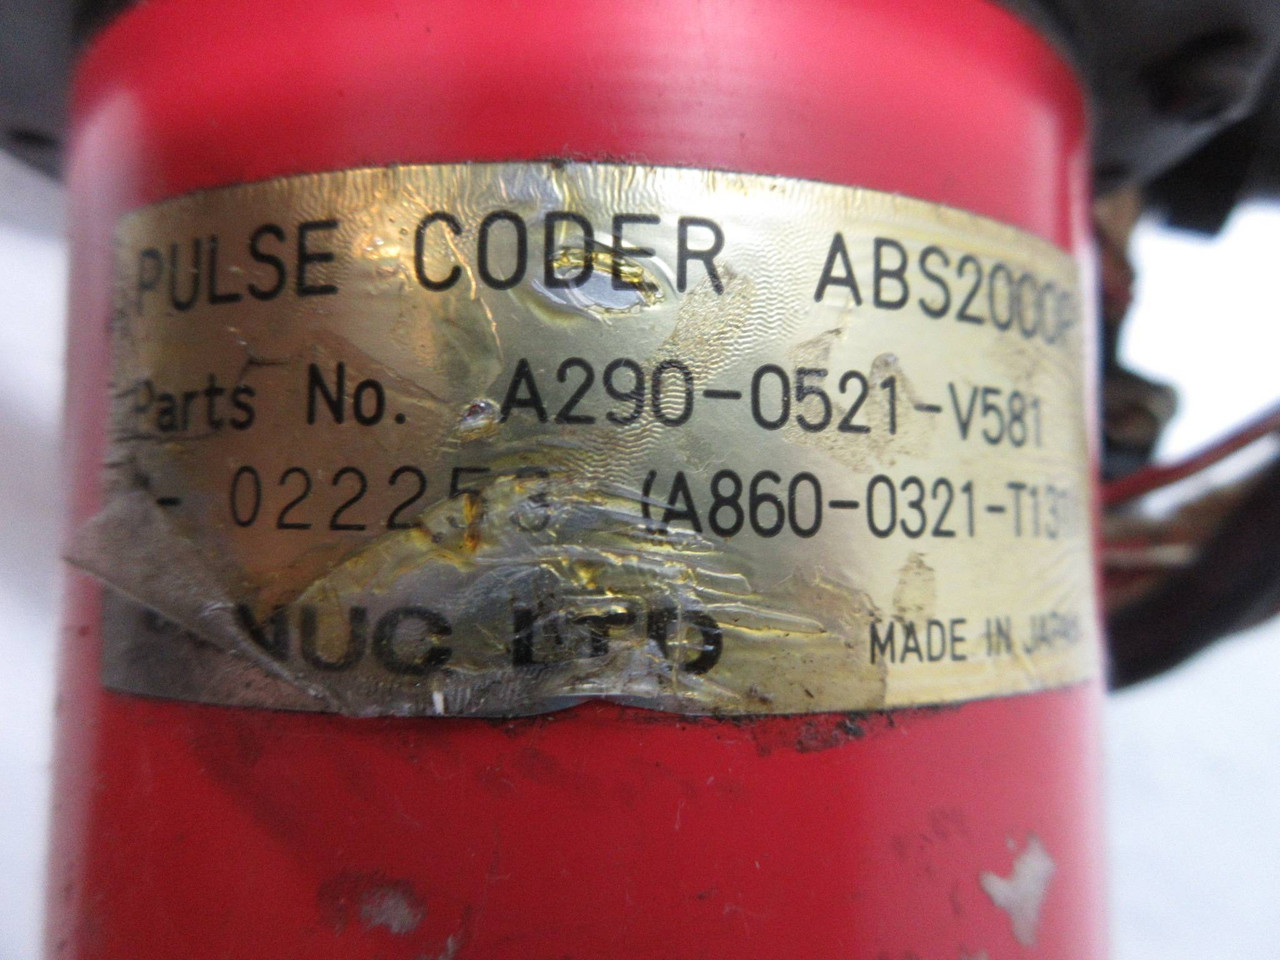 PULSE CODER ABS2000P
Parts No. A290-0521-V581
- 022253 (A860-0321-T13
NUC LTD
MADE IN JAPAN